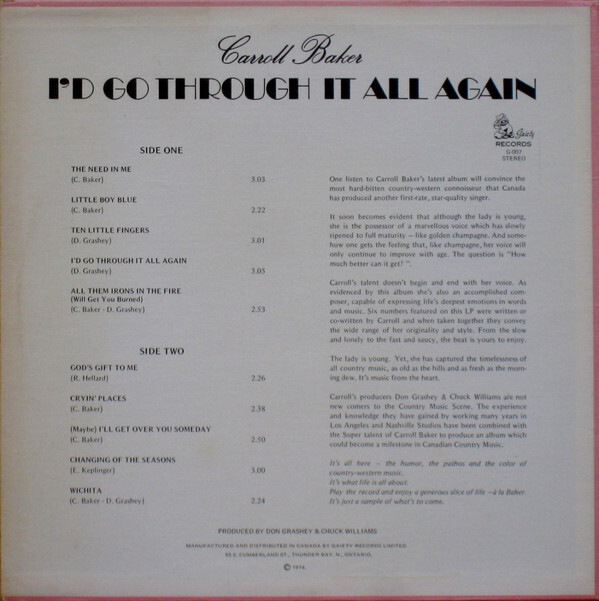 Carroll Baker
I'D GO THROUGH IT ALL AGAIN
Gaiety
RECORDS
G 007
STEREO
SIDE ONE
THE NEED IN ME
(C. Baker) 3.03
LITTLE BOY BLUE
(C. Baker) 2.22
TEN LITTLE FINGERS
(D. Grashey) 3.01
I'D GO THROUGH IT ALL AGAIN
(D. Grashey) 3.05
ALL THEM IRONS IN THE FIRE
(Will Get You Burned)
(C. Baker - D. Grashey) 2.53
SIDE TWO
GOD'S GIFT TO ME
(R. Hellard) 2.26
CRYIN' PLACES
(C. Baker) 2.38
(Maybe) I'LL GET OVER YOU SOMEDAY
(C. Baker) 2.50
CHANGING OF THE SEASONS
(E. Keplinger) 3.00
WICHITA
(C. Baker - D. Grashey) 2.24
One listen to Carroll Baker's latest album will convince the
most hard-bitten country-western connoisseur that Canada
has produced another first-rate, star-quality singer.
It soon becomes evident that although the lady is young,
she is the possessor of a marvellous voice which has slowly
ripened to full maturity – like golden champagne. And some-
how one gets the feeling that, like champagne, her voice will
only continue to improve with age. The question is "How
much better can it get? ".
Carroll's talent doesn't begin and end with her voice. As
evidenced by this album she's also an accomplished com-
poser, capable of expressing life's deepest emotions in words
and music. Six numbers featured on this LP were written or
co-written by Carroll and when taken together they convey
the wide range of her originality and style. From the slow
and lonely to the fast and saucy, the beat is yours to enjoy.
The lady is young. Yet, she has captured the timelessness of
all country music, as old as the hills and as fresh as the morn-
ing dew. It's music from the heart.
Carroll's producers Don Grashey & Chuck Williams are not
new comers to the Country Music Scene. The experience
and knowledge they have gained by working many years in
Los Angeles and Nashville Studios have been combined with
the Super talent of Carroll Baker to produce an album which
could become a milestone in Canadian Country Music.
It's all here – the humor, the pathos and the color of
country-western music.
It's what life is all about.
Play the record and enjoy a generous slice of life –à la Baker.
It's just a sample of what's to come.
PRODUCED BY DON GRASHEY & CHUCK WILLIAMS
MANUFACTURED AND DISTRIBUTED IN CANADA BY GAIETY RECORDS LIMITED
55 S. CUMBERLAND ST., THUNDER BAY, N., ONTARIO.
© 1974